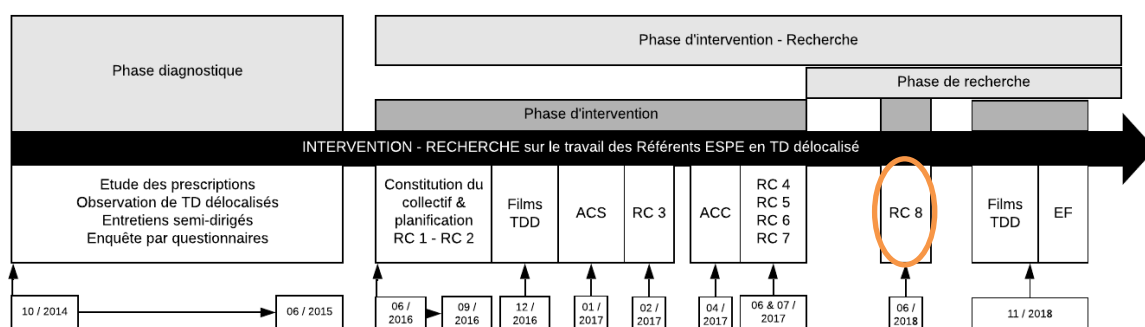 Phase d'intervention - Recherche
Phase diagnostique
Phase de recherche
Phase d'intervention
INTERVENTION - RECHERCHE sur le travail des Référents ESPE en TD délocalisé
Etude des prescriptions
Observation de TD délocalisés
Entretiens semi-dirigés
Enquête par questionnaires
Constitution du
collectif &
planification
RC 1 - RC 2
Films
TDD
ACS
RC 3
ACC
RC 4
RC 5
RC 6
RC 7
RC 8
Films
TDD
EF
10 / 2014
06 / 2015
06 /
2016
09 /
2016
12 /
2016
01 /
2017
02 /
2017
04 /
2017
06 & 07 /
2017
06 /
2018
11 / 2018